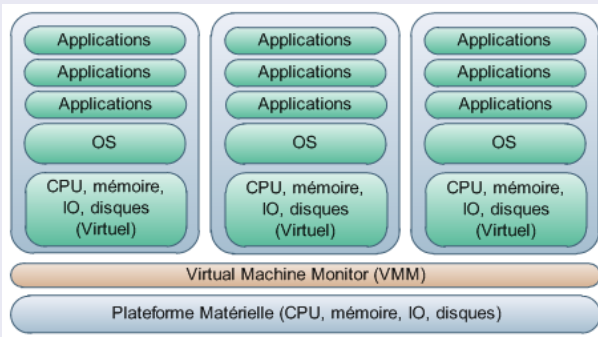 Applications
Applications
Applications
OS
CPU, mémoire,
IO, disques
(Virtuel)
Applications
Applications
Applications
OS
CPU, mémoire,
IO, disques
(Virtuel)
Applications
Applications
Applications
OS
CPU, mémoire,
IO, disques
(Virtuel)
Virtual Machine Monitor (VMM)
Plateforme Matérielle (CPU, mémoire, IO, disques)